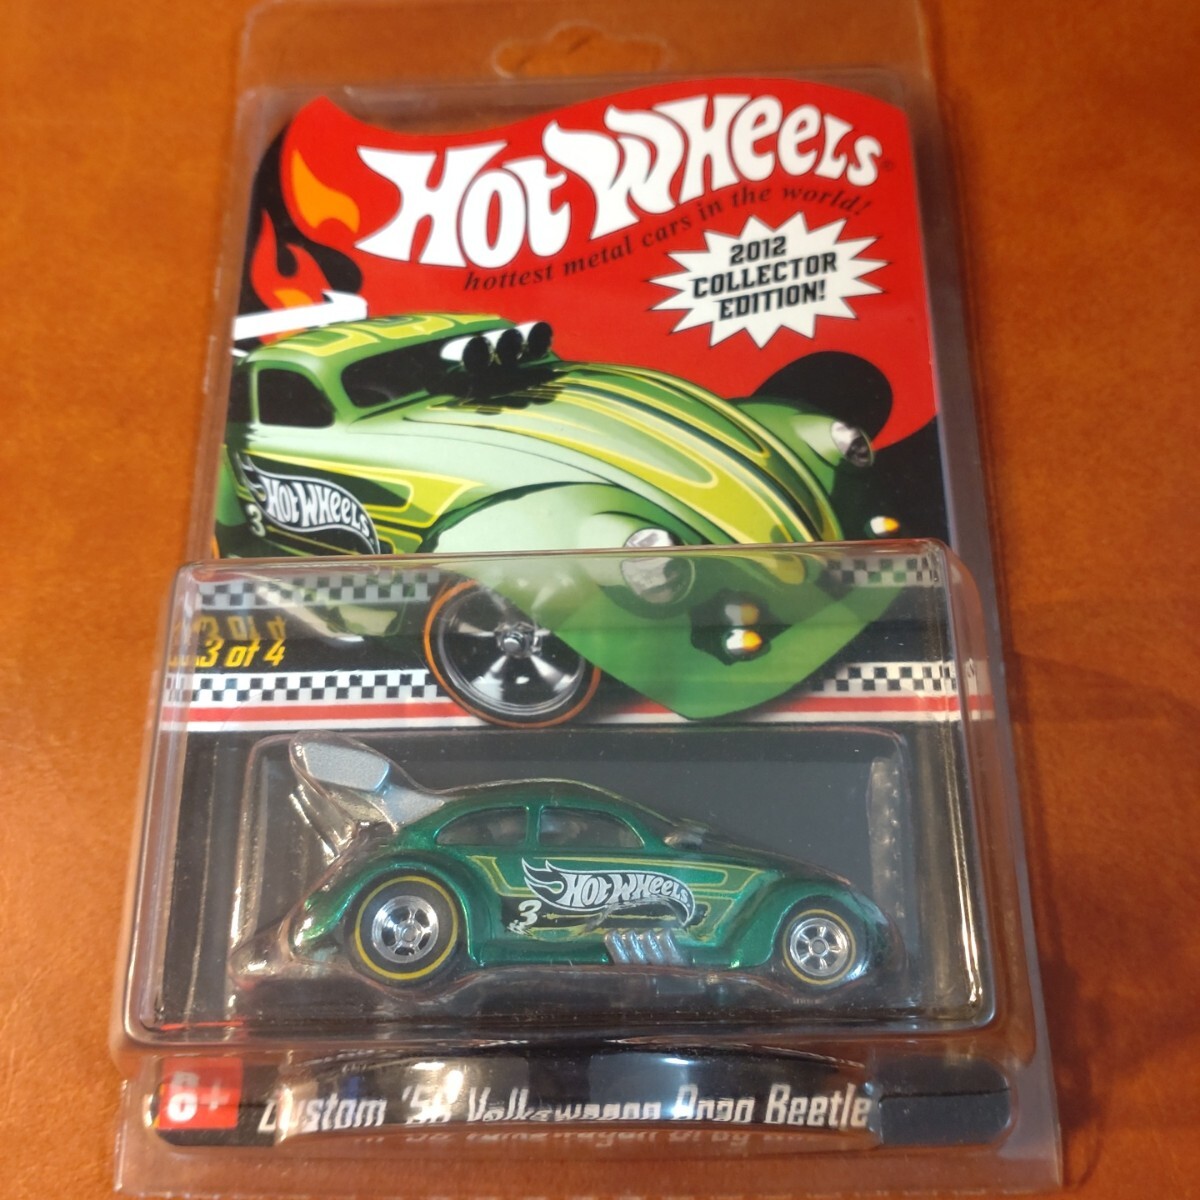 HOT WHEELS®
hottest metal cars in the world!
2012
COLLECTOR
EDITION!
HOT WHEELS
3
3 of 4
HOT WHEELS
3
8+
Custom '56 Volkswagen Beetle